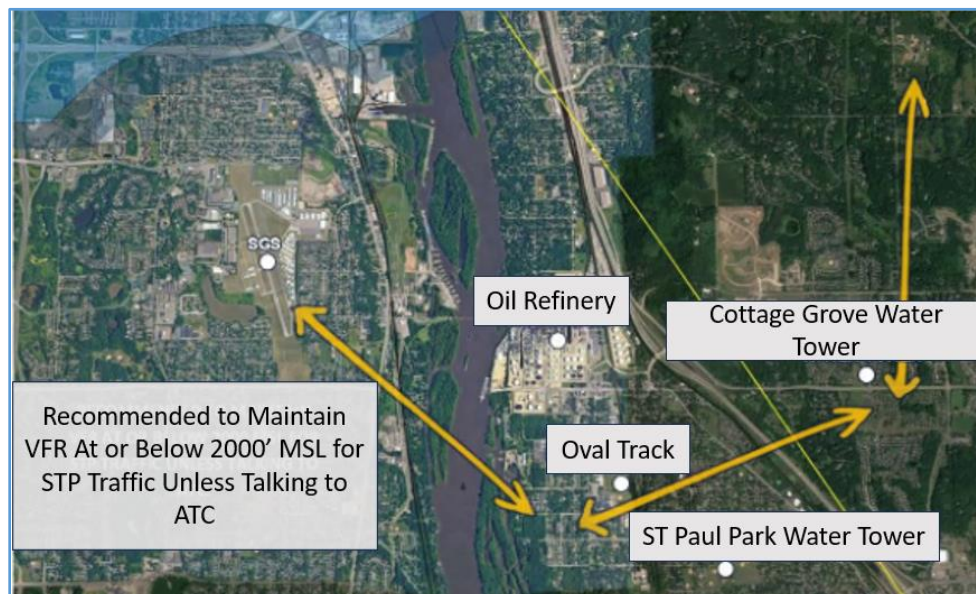 SGS
Oil Refinery
Cottage Grove Water
Tower
Recommended to Maintain
VFR At or Below 2000’ MSL for
STP Traffic Unless Talking to
ATC
Oval Track
ST Paul Park Water Tower